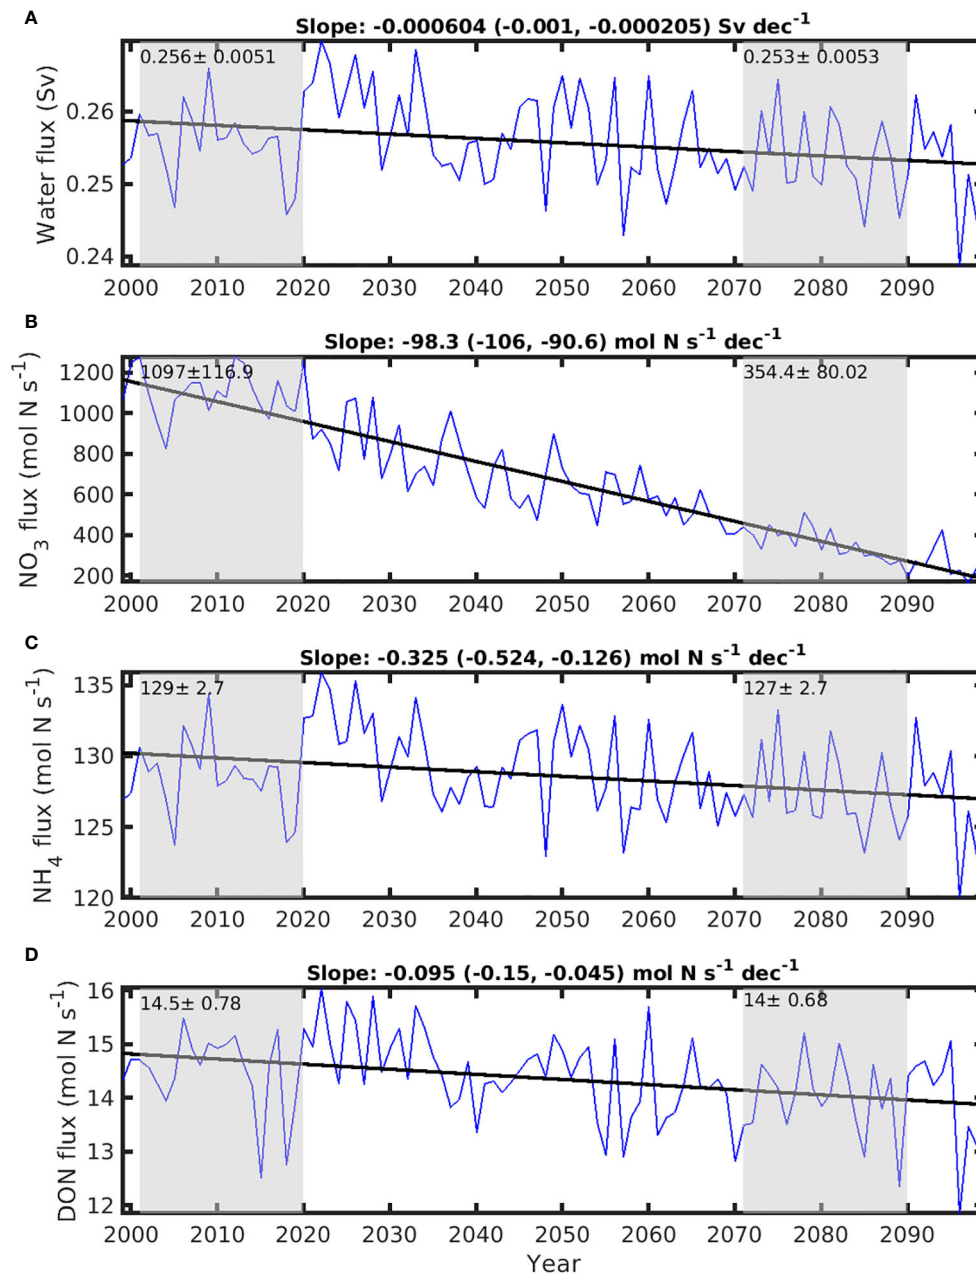 A
Slope: -0.000604 (-0.001, -0.000205) Sv dec⁻¹
0.256± 0.0051
0.253± 0.0053
Water flux (Sv)
0.26
0.25
0.24
2000 2010 2020 2030 2040 2050 2060 2070 2080 2090
B
Slope: -98.3 (-106, -90.6) mol N s⁻¹ dec⁻¹
1097±116.9
354.4± 80.02
NO₃ flux (mol N s⁻¹)
1200
1000
800
600
400
200
2000 2010 2020 2030 2040 2050 2060 2070 2080 2090
C
Slope: -0.325 (-0.524, -0.126) mol N s⁻¹ dec⁻¹
129± 2.7
127± 2.7
NH₄ flux (mol N s⁻¹)
135
130
125
120
2000 2010 2020 2030 2040 2050 2060 2070 2080 2090
D
Slope: -0.095 (-0.15, -0.045) mol N s⁻¹ dec⁻¹
14.5± 0.78
14± 0.68
DON flux (mol N s⁻¹)
16
15
14
13
12
2000 2010 2020 2030 2040 2050 2060 2070 2080 2090
Year